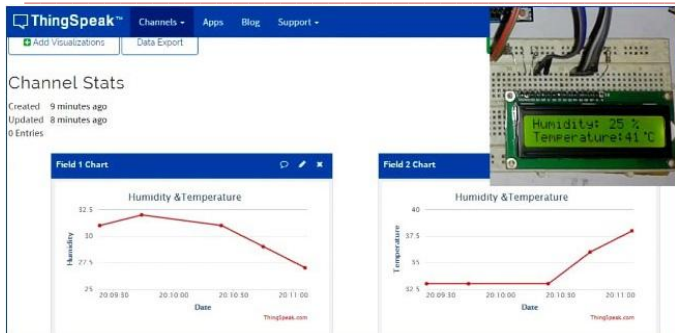 ThingSpeak™ Channels Apps Blog Support
Add Visualizations Data Export
Channel Stats
Created 9 minutes ago
Updated 8 minutes ago
0 Entries
Humidity: 25 %
Temperature:41°C
Field 1 Chart
Humidity &Temperature
32.5
30
27.5
25
Humidity
20:09:30 20:10:00 20:10:30 20:11:00
Date
ThingSpeak.com
Field 2 Chart
Humidity &Temperature
40
37.5
35
32.5
Temperature
20:09:30 20:10:00 20:10:30 20:11:00
Date
ThingSpeak.com